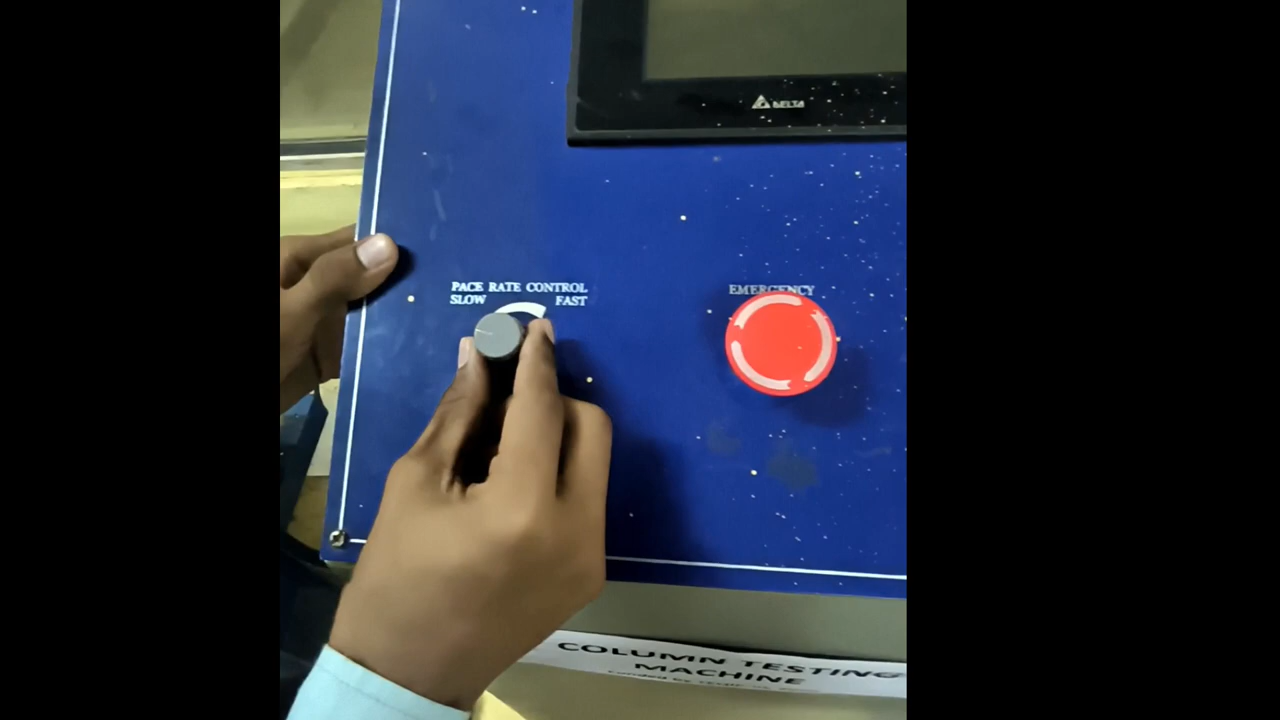 DELTA
PACE RATE CONTROL
SLOW FAST
EMERGENCY
COLUMN TESTING
MACHINE